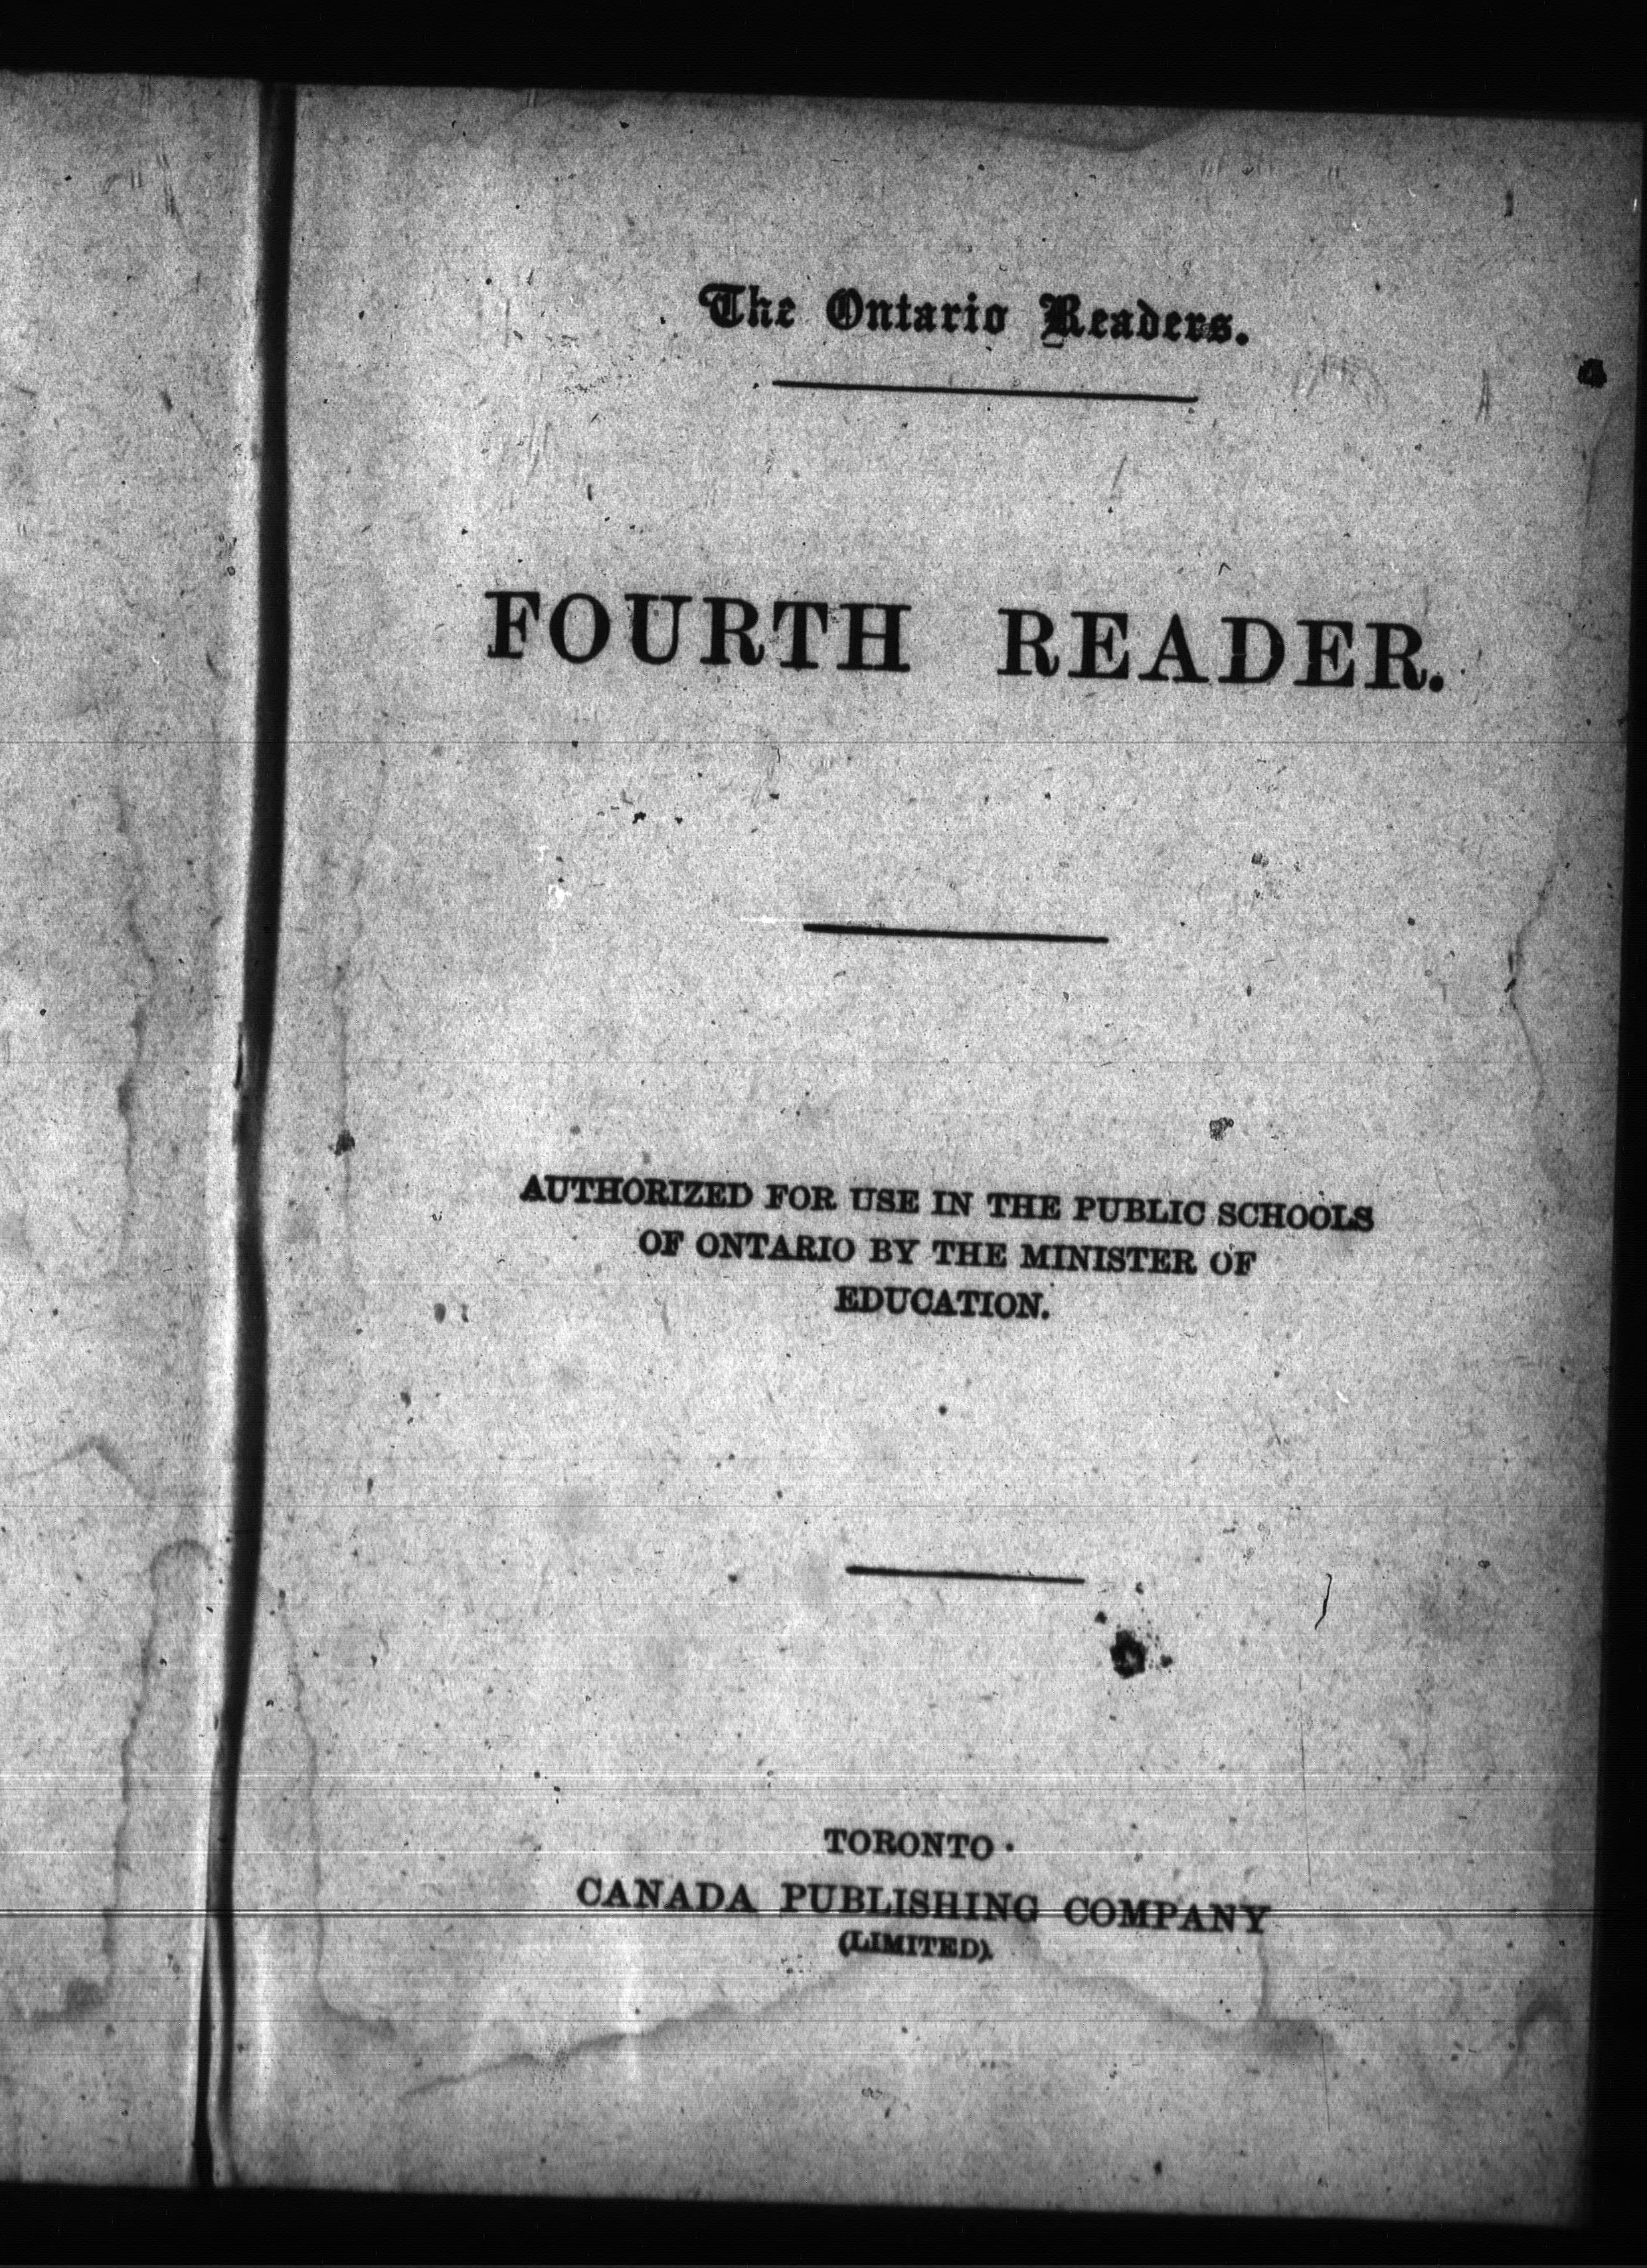 The Ontario Readers.
FOURTH READER.
AUTHORIZED FOR USE IN THE PUBLIC SCHOOLS
OF ONTARIO BY THE MINISTER OF
EDUCATION.
TORONTO ·
CANADA PUBLISHING COMPANY
(LIMITED).